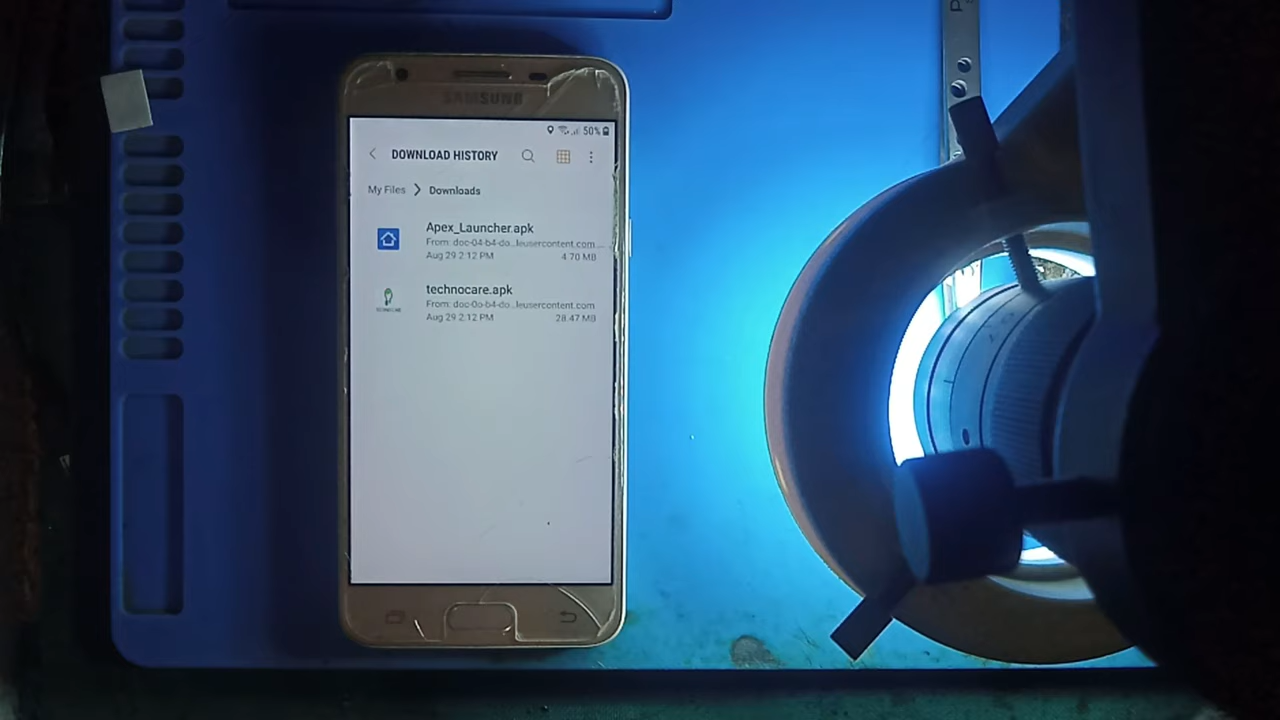 SAMSUNG
50%
DOWNLOAD HISTORY
My Files > Downloads
Apex_Launcher.apk
From: doc-04-b4-do...leusercontent.com
Aug 29 2:12 PM 4.70 MB
technocare.apk
From: doc-0o-b4-do...leusercontent.com
Aug 29 2:12 PM 28.47 MB